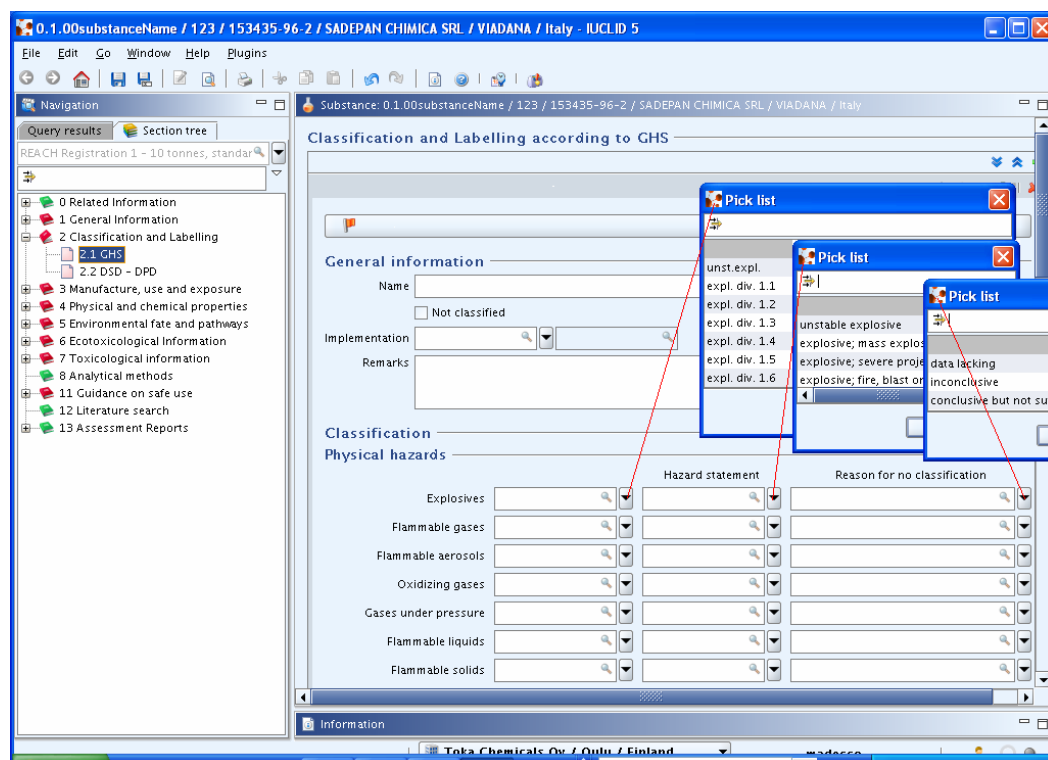 0.1.00substanceName / 123 / 153435-96-2 / SADEPAN CHIMICA SRL / VIADANA / Italy - IUCLID 5
File Edit Go Window Help Plugins
Navigation
Query results Section tree
REACH Registration 1 - 10 tonnes, standar
0 Related Information
1 General Information
2 Classification and Labelling
2.1 GHS
2.2 DSD - DPD
3 Manufacture, use and exposure
4 Physical and chemical properties
5 Environmental fate and pathways
6 Ecotoxicological Information
7 Toxicological information
8 Analytical methods
11 Guidance on safe use
12 Literature search
13 Assessment Reports
Substance: 0.1.00substanceName / 123 / 153435-96-2 / SADEPAN CHIMICA SRL / VIADANA / Italy
Classification and Labelling according to GHS
General information
Name
Not classified
Implementation
Remarks
Classification
Physical hazards
Hazard statement Reason for no classification
Explosives
Flammable gases
Flammable aerosols
Oxidizing gases
Gases under pressure
Flammable liquids
Flammable solids
Pick list
unst.expl.
expl. div. 1.1
expl. div. 1.2
expl. div. 1.3
expl. div. 1.4
expl. div. 1.5
expl. div. 1.6
Pick list
unstable explosive
explosive; mass explos
explosive; severe proje
explosive; fire, blast or
Pick list
data lacking
inconclusive
conclusive but not su
Information
Toka Chemicals Oy / Oulu / Finland